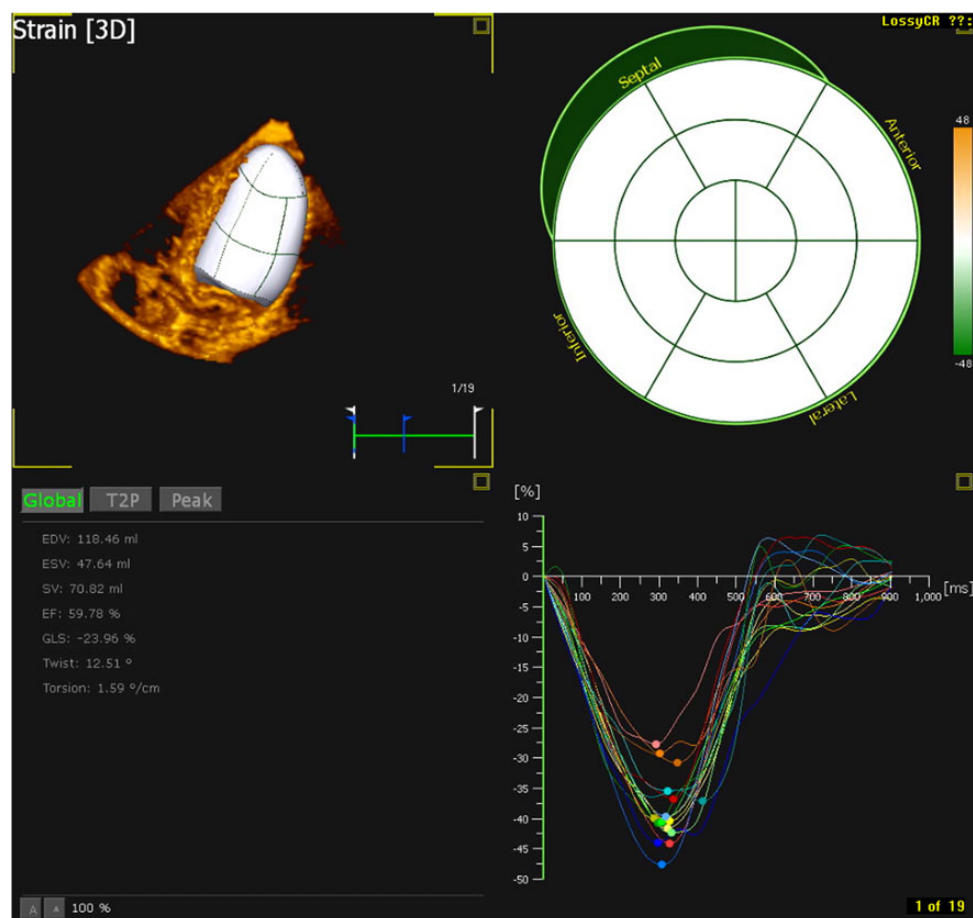 Strain [3D]
LossyCR ??:
Septal
Anterior
Inferior
Lateral
48
-48
1/19
Global T2P Peak
EDV: 118.46 ml
ESV: 47.64 ml
SV: 70.82 ml
EF: 59.78 %
GLS: -23.96 %
Twist: 12.51 °
Torsion: 1.59 °/cm
A A 100 %
[%]
10
5
0
-5
-10
-15
-20
-25
-30
-35
-40
-45
-50
100 200 300 400 500 600 700 800 900 1,000
[ms]
1 of 19